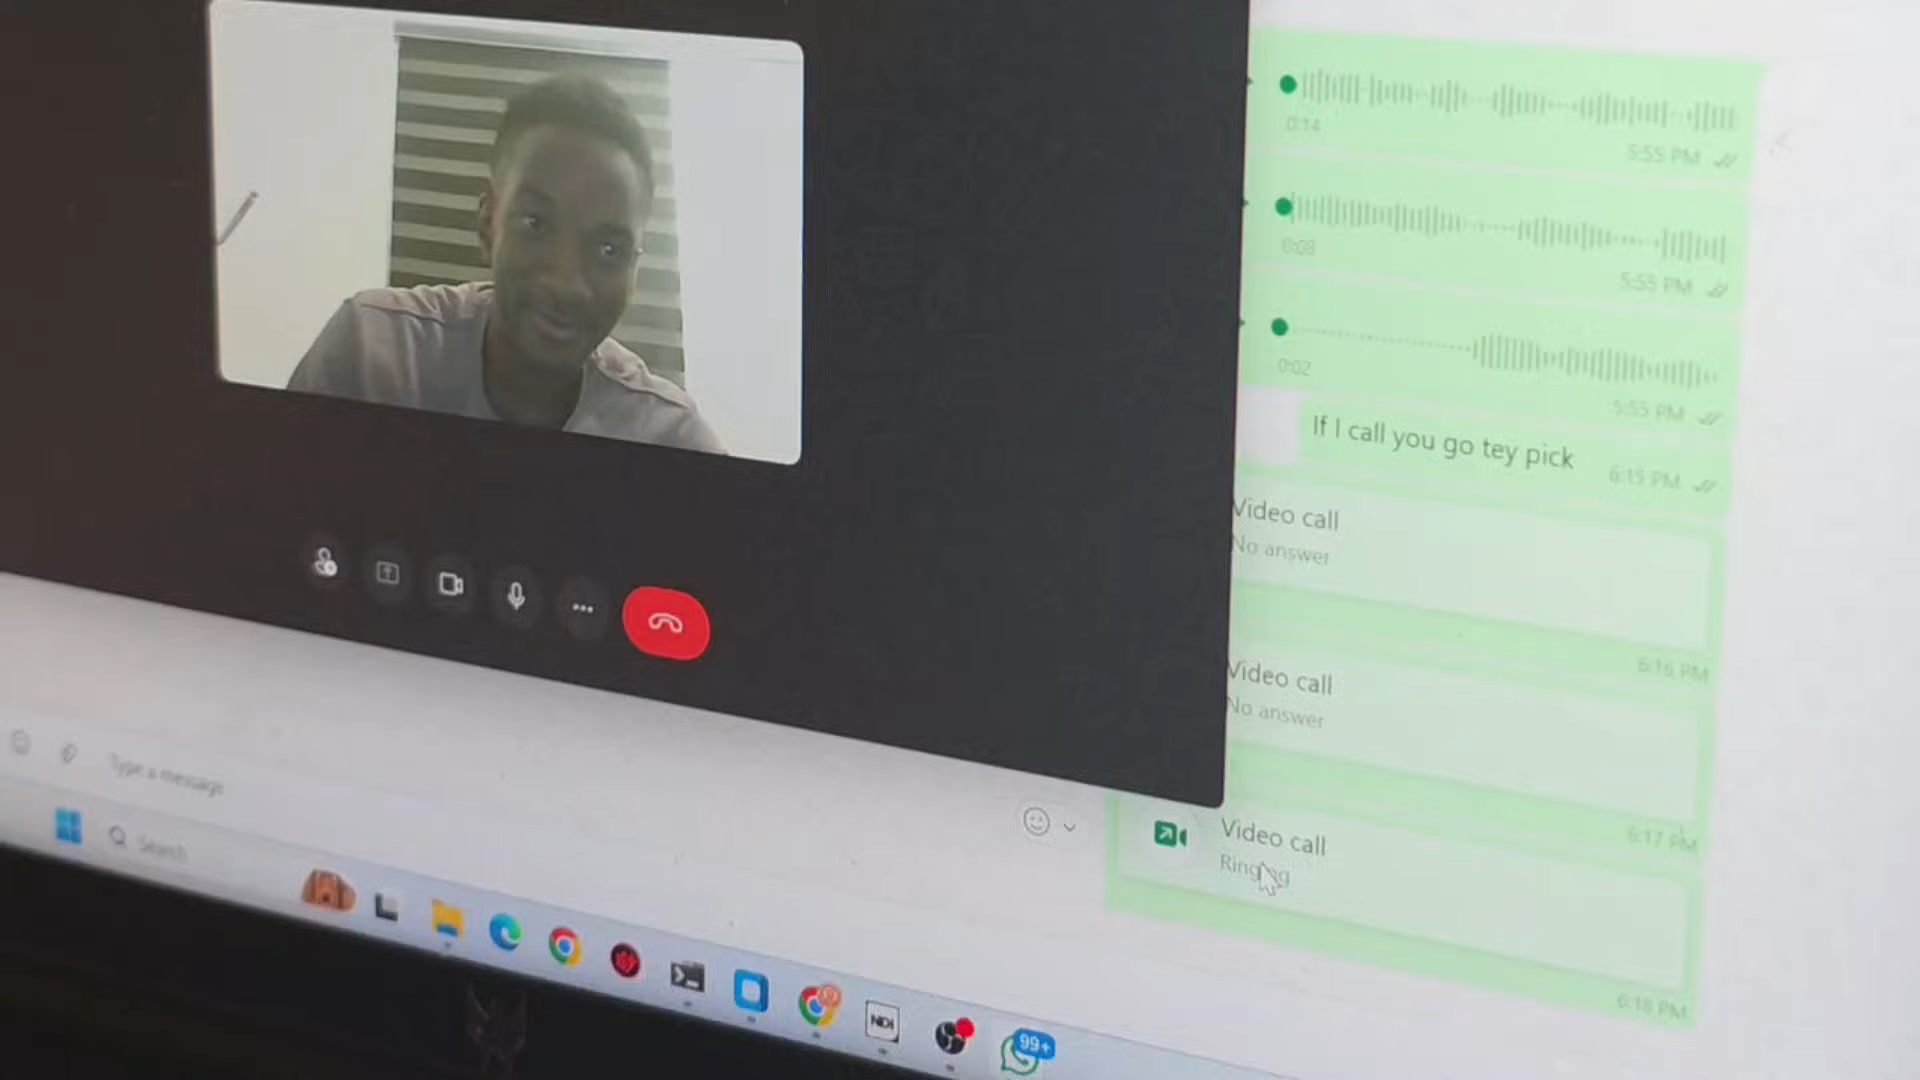 0:14
5:55 PM
0:08
5:55 PM
0:02
5:55 PM
If I call you go tey pick
6:15 PM
Video call
No answer
6:16 PM
Video call
No answer
6:17 PM
Video call
Ringing
6:18 PM
Type a message
Search
NDI
99+